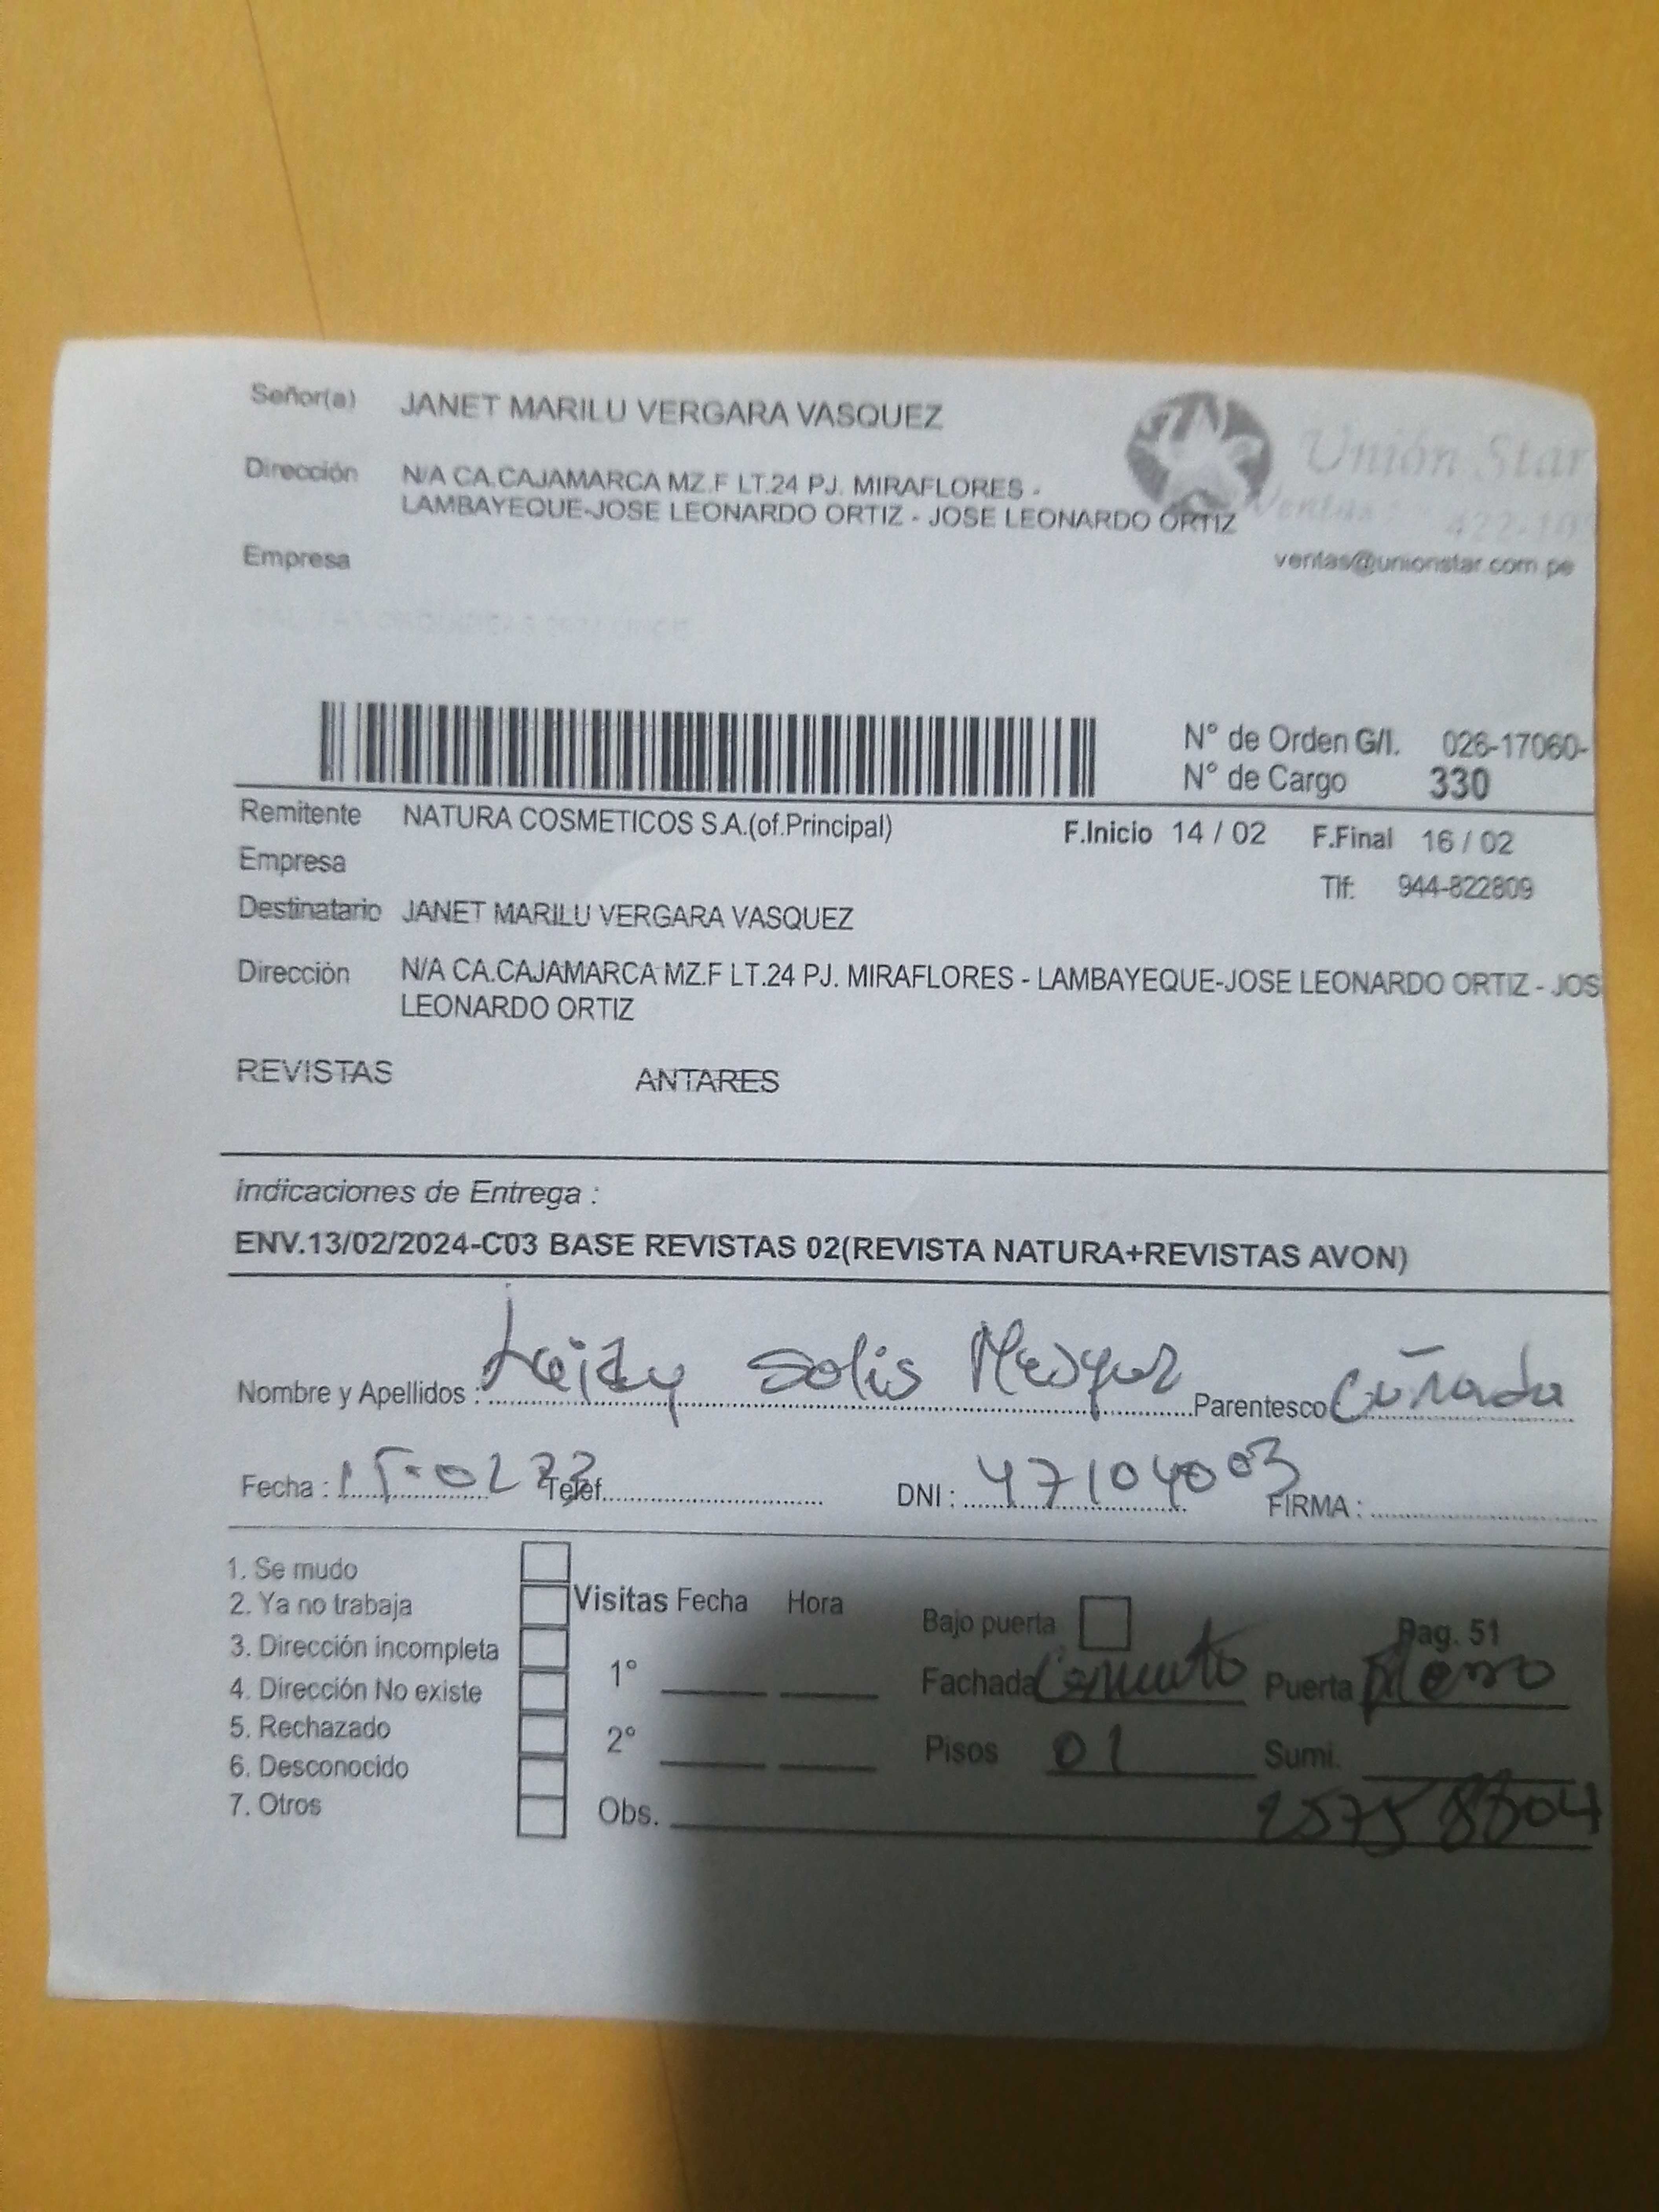 Señor(a) JANET MARILU VERGARA VASQUEZ
Unión Star
Dirección N/A CA.CAJAMARCA MZ.F LT.24 PJ. MIRAFLORES -
LAMBAYEQUE-JOSE LEONARDO ORTIZ - JOSE LEONARDO ORTIZ
Ventas 422-10
Empresa
ventas@unionstar.com.pe
N° de Orden G/I. 026-17060-
N° de Cargo 330
Remitente NATURA COSMETICOS S.A.(of.Principal) F.Inicio 14 / 02 F.Final 16 / 02
Empresa
Tlf: 944-822809
Destinatario JANET MARILU VERGARA VASQUEZ
Dirección N/A CA.CAJAMARCA MZ.F LT.24 PJ. MIRAFLORES - LAMBAYEQUE-JOSE LEONARDO ORTIZ - JOS
LEONARDO ORTIZ
REVISTAS ANTARES
Indicaciones de Entrega :
ENV.13/02/2024-C03 BASE REVISTAS 02(REVISTA NATURA+REVISTAS AVON)
Nombre y Apellidos : Solis Parentesco Cuñada
Fecha : Telef. DNI : 47104003 FIRMA :
1. Se mudo
2. Ya no trabaja
3. Dirección incompleta
4. Dirección No existe
5. Rechazado
6. Desconocido
7. Otros
Visitas Fecha Hora
1°
2°
Obs.
Bajo puerta Pag. 51
Fachada Puerta
Pisos 01 Sumi.